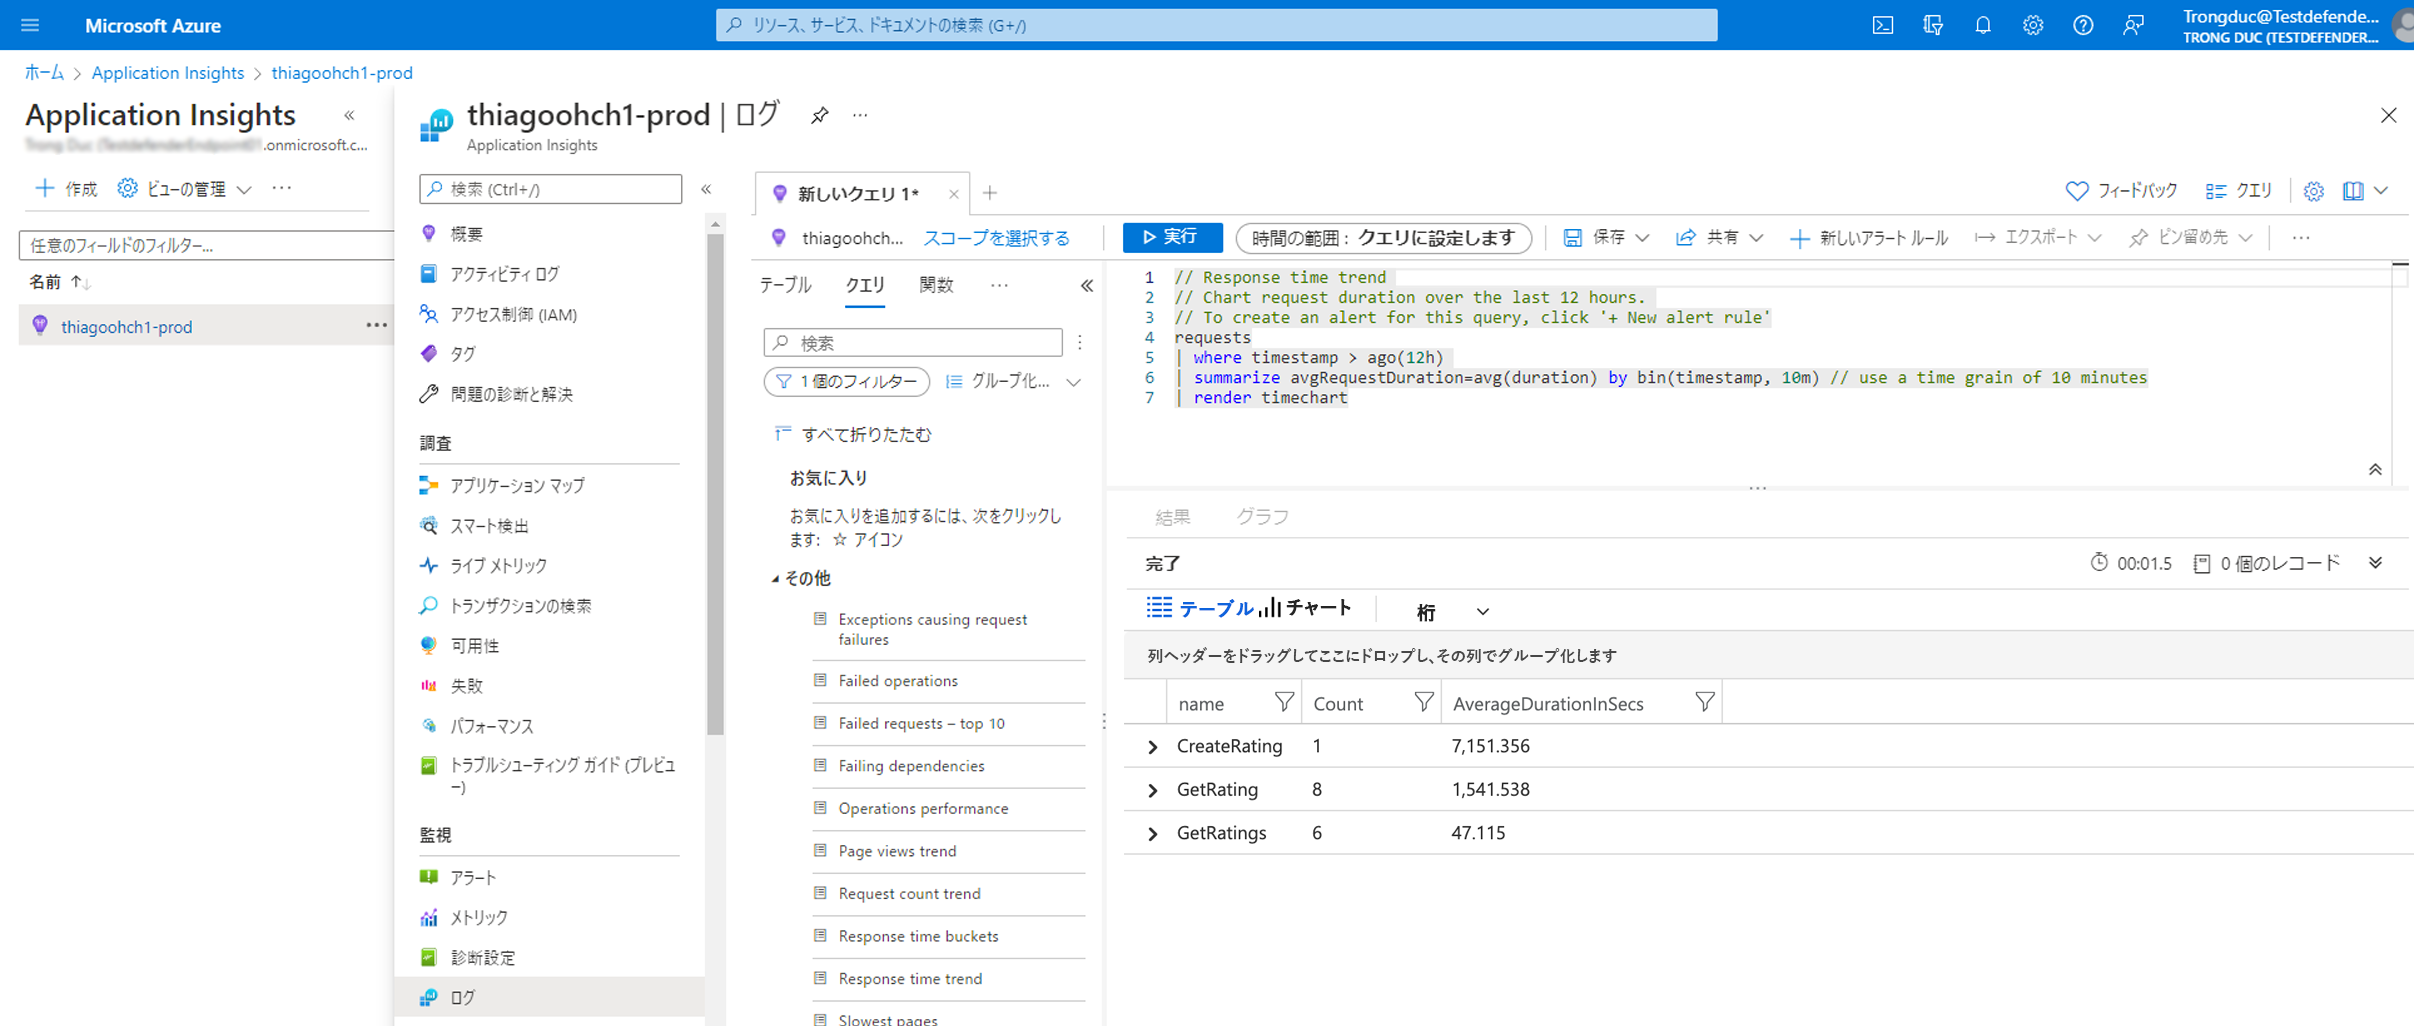 Microsoft Azure
リソース、サービス、ドキュメントの検索 (G+/)
Trongduc@Testdefende...
TRONG DUC (TESTDEFENDER...
ホーム > Application Insights > thiagoohch1-prod
Application Insights «
.onmicrosoft.c...
作成 ビューの管理 ...
任意のフィールドのフィルター...
名前 ↑↓
thiagoohch1-prod ...
thiagoohch1-prod | ログ ...
Application Insights
検索 (Ctrl+/) «
概要
アクティビティ ログ
アクセス制御 (IAM)
タグ
問題の診断と解決
調査
アプリケーション マップ
スマート検出
ライブ メトリック
トランザクションの検索
可用性
失敗
パフォーマンス
トラブルシューティング ガイド (プレビュ
ー)
監視
アラート
メトリック
診断設定
ログ
新しいクエリ 1* × +
フィードバック クエリ
thiagoohch... スコープを選択する
実行 時間の範囲 : クエリに設定します 保存 共有 新しいアラート ルール エクスポート ピン留め先 ...
テーブル クエリ 関数 ... «
検索
1 個のフィルター グループ化...
すべて折りたたむ
お気に入り
お気に入りを追加するには、次をクリックし
ます: ☆ アイコン
その他
Exceptions causing request
failures
Failed operations
Failed requests – top 10
Failing dependencies
Operations performance
Page views trend
Request count trend
Response time buckets
Response time trend
Slowest pages
1 // Response time trend
2 // Chart request duration over the last 12 hours.
3 // To create an alert for this query, click '+ New alert rule'
4 requests
5 | where timestamp > ago(12h)
6 | summarize avgRequestDuration=avg(duration) by bin(timestamp, 10m) // use a time grain of 10 minutes
7 | render timechart
...
結果 グラフ
完了 00:01.5 0 個のレコード
テーブル チャート 桁
列ヘッダーをドラッグしてここにドロップし、その列でグループ化します
name Count AverageDurationInSecs
CreateRating 1 7,151.356
GetRating 8 1,541.538
GetRatings 6 47.115